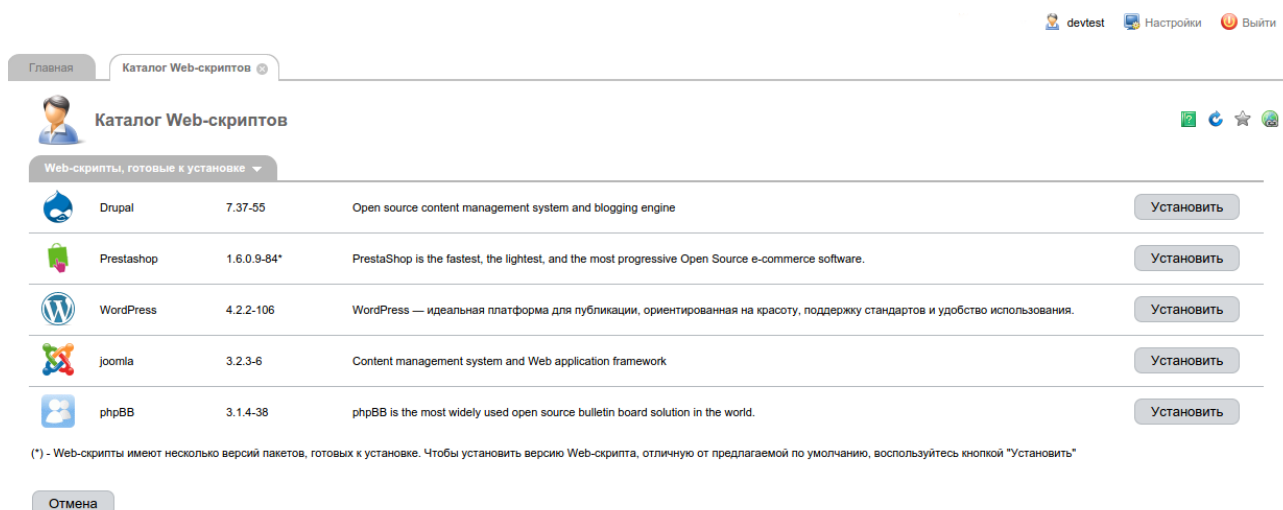 devtest Настройки Выйти
Главная Каталог Web-скриптов
Каталог Web-скриптов
Web-скрипты, готовые к установке
Drupal 7.37-55 Open source content management system and blogging engine Установить
Prestashop 1.6.0.9-84* PrestaShop is the fastest, the lightest, and the most progressive Open Source e-commerce software. Установить
WordPress 4.2.2-106 WordPress — идеальная платформа для публикации, ориентированная на красоту, поддержку стандартов и удобство использования. Установить
joomla 3.2.3-6 Content management system and Web application framework Установить
phpBB 3.1.4-38 phpBB is the most widely used open source bulletin board solution in the world. Установить
(*) - Web-скрипты имеют несколько версий пакетов, готовых к установке. Чтобы установить версию Web-скрипта, отличную от предлагаемой по умолчанию, воспользуйтесь кнопкой "Установить"
Отмена